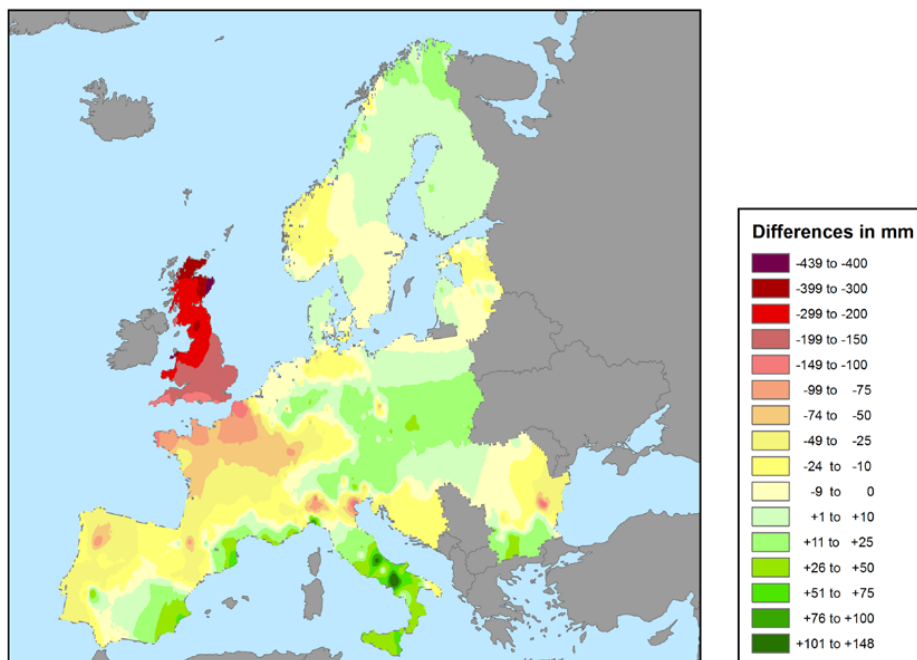 Differences in mm
-439 to -400
-399 to -300
-299 to -200
-199 to -150
-149 to -100
-99 to -75
-74 to -50
-49 to -25
-24 to -10
-9 to 0
+1 to +10
+11 to +25
+26 to +50
+51 to +75
+76 to +100
+101 to +148